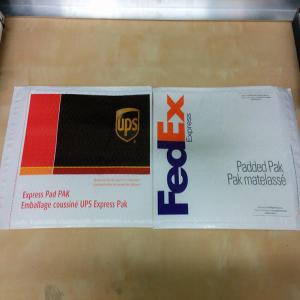 ups
Express Pad PAK
Emballage coussiné UPS Express Pak
FedEx
Express
Padded Pak
Pak matelassé